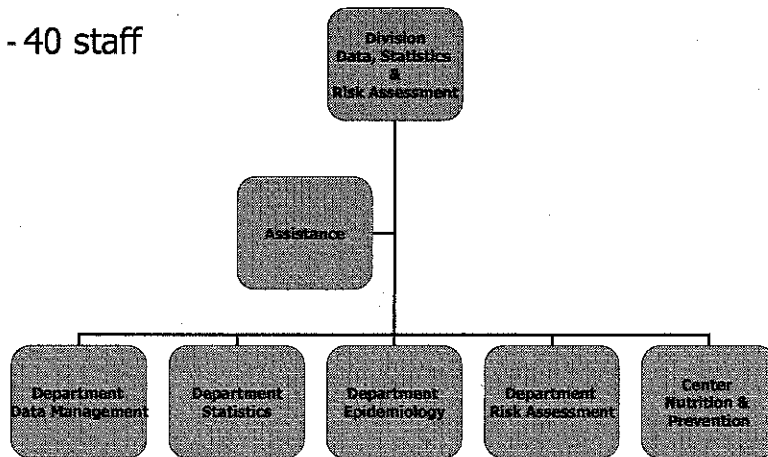 - 40 staff
Division
Data, Statistics
&
Risk Assessment
Assistance
Department
Data Management
Department
Statistics
Department
Epidemiology
Department
Risk Assessment
Center
Nutrition &
Prevention